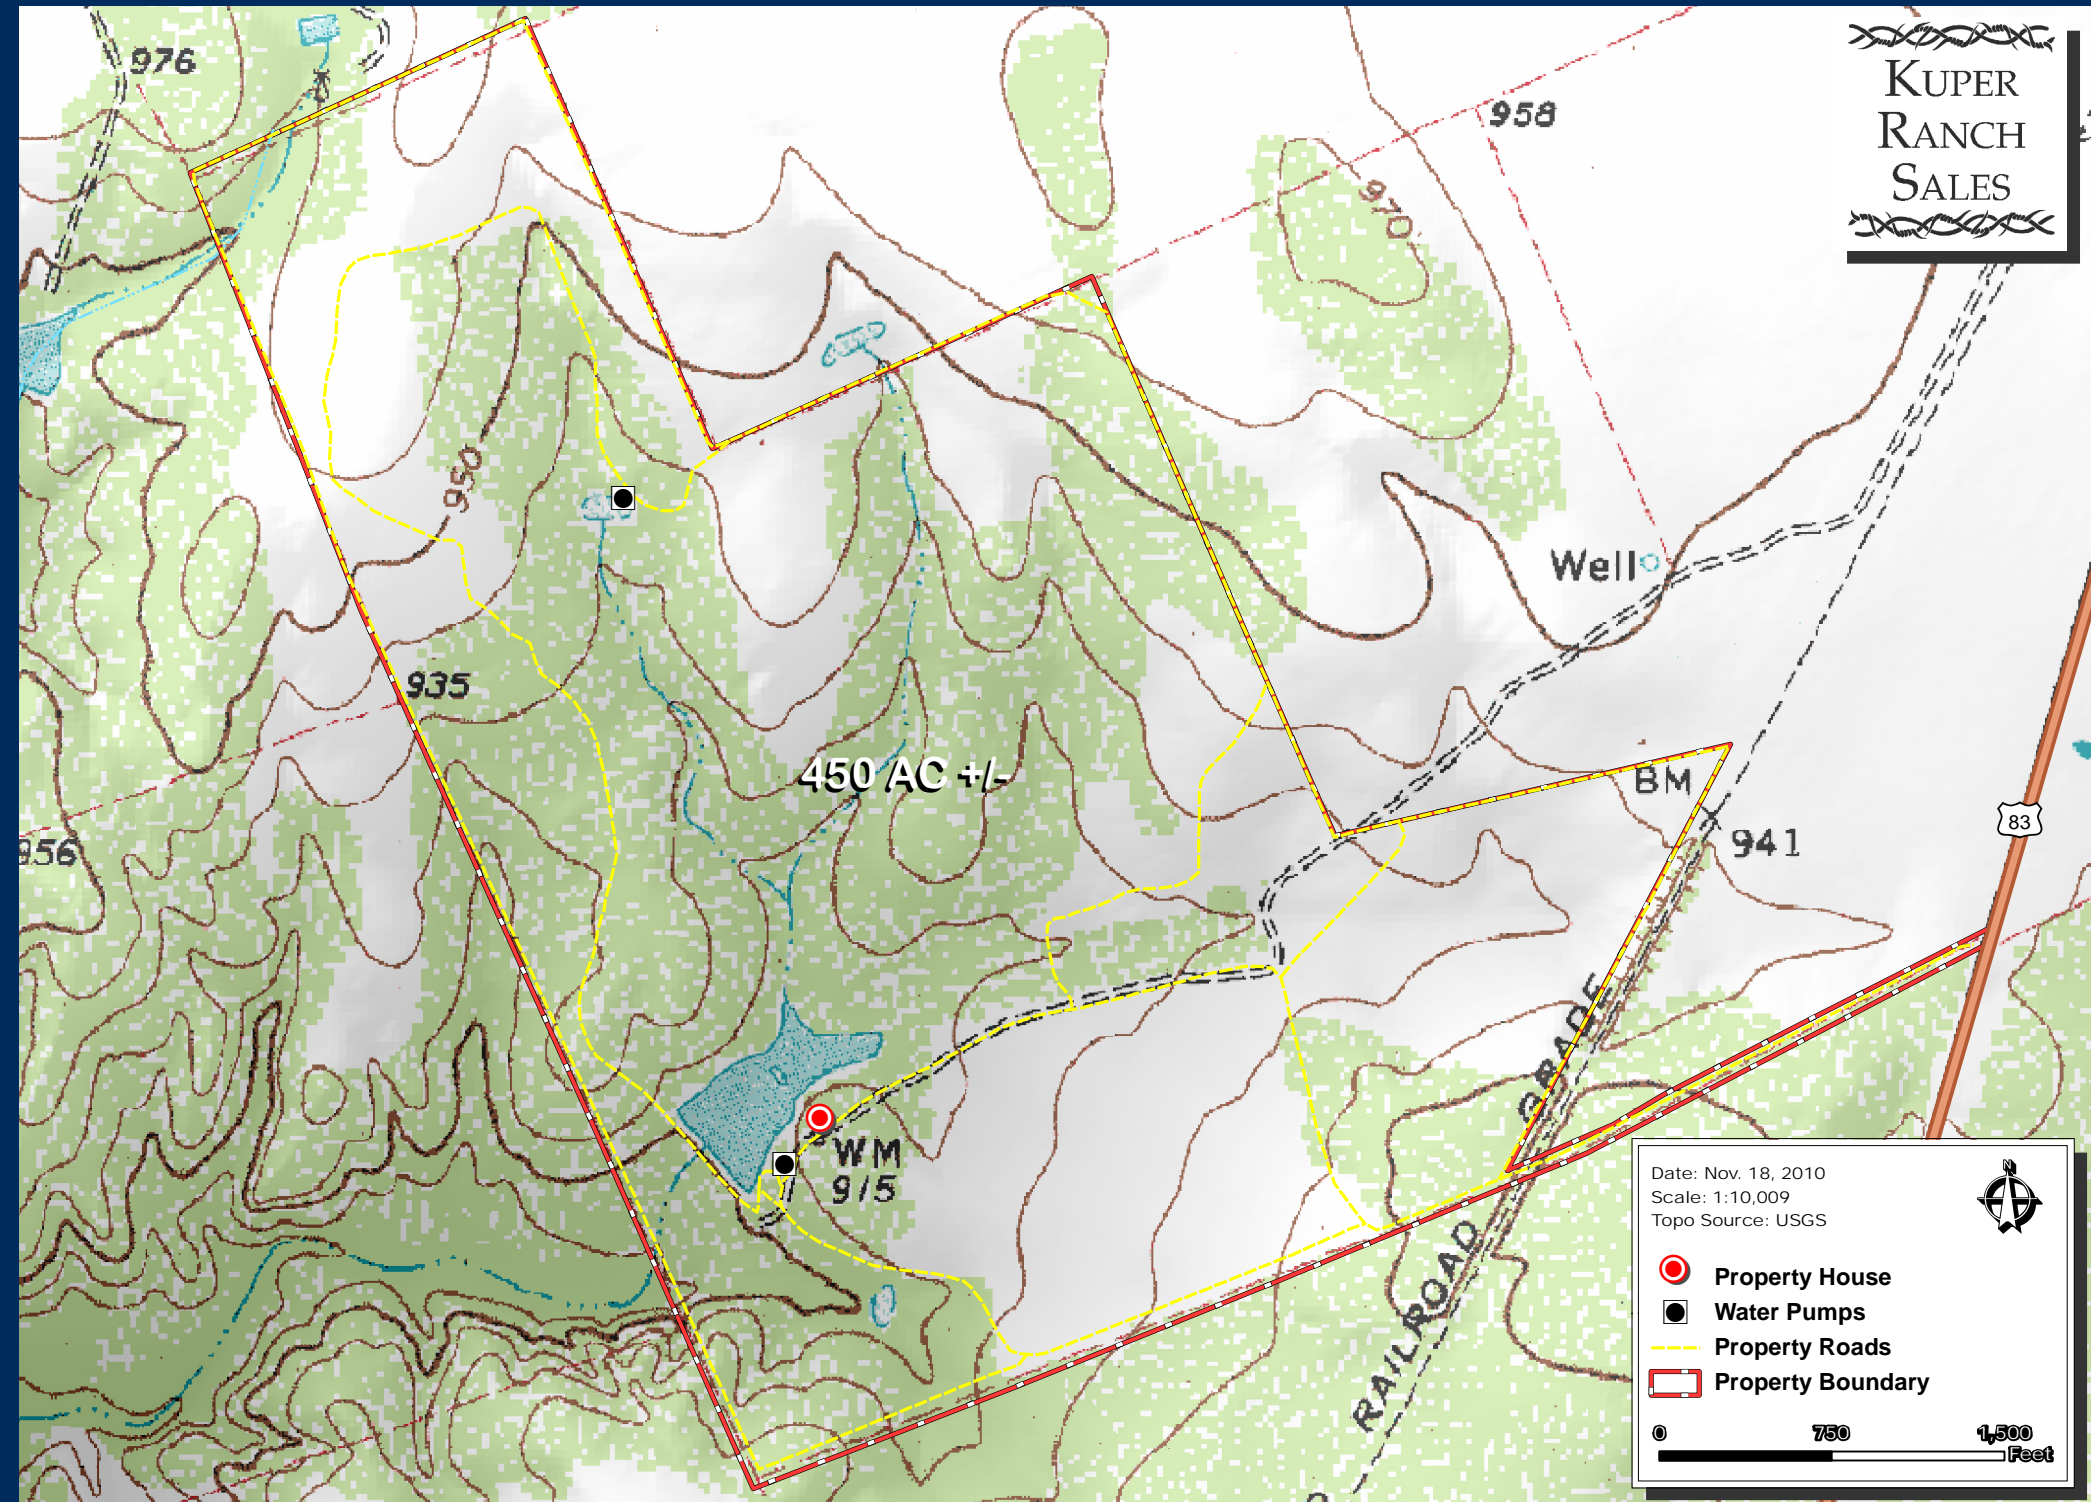 976
KUPER
RANCH
SALES
958
970
950
Well
935
450 AC +/-
BM
83
941
956
GRADE
WM
915
RAILROAD
Date: Nov. 18, 2010
Scale: 1:10,009
Topo Source: USGS
N
Property House
Water Pumps
Property Roads
Property Boundary
0 750 1,500
Feet